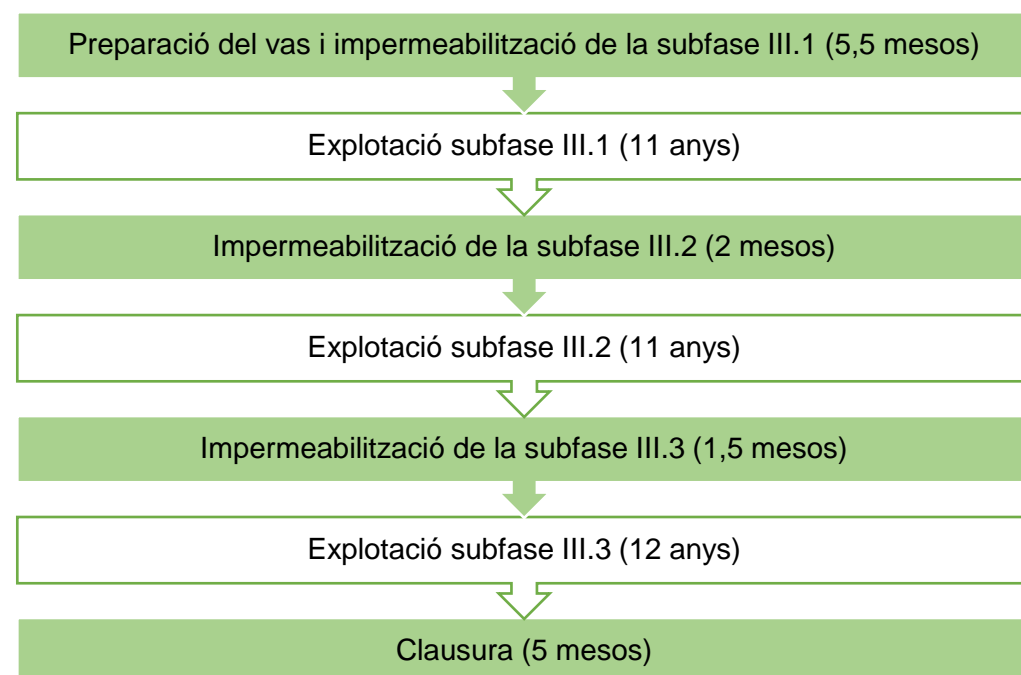 Preparació del vas i impermeabilització de la subfase III.1 (5,5 mesos)
Explotació subfase III.1 (11 anys)
Impermeabilització de la subfase III.2 (2 mesos)
Explotació subfase III.2 (11 anys)
Impermeabilització de la subfase III.3 (1,5 mesos)
Explotació subfase III.3 (12 anys)
Clausura (5 mesos)